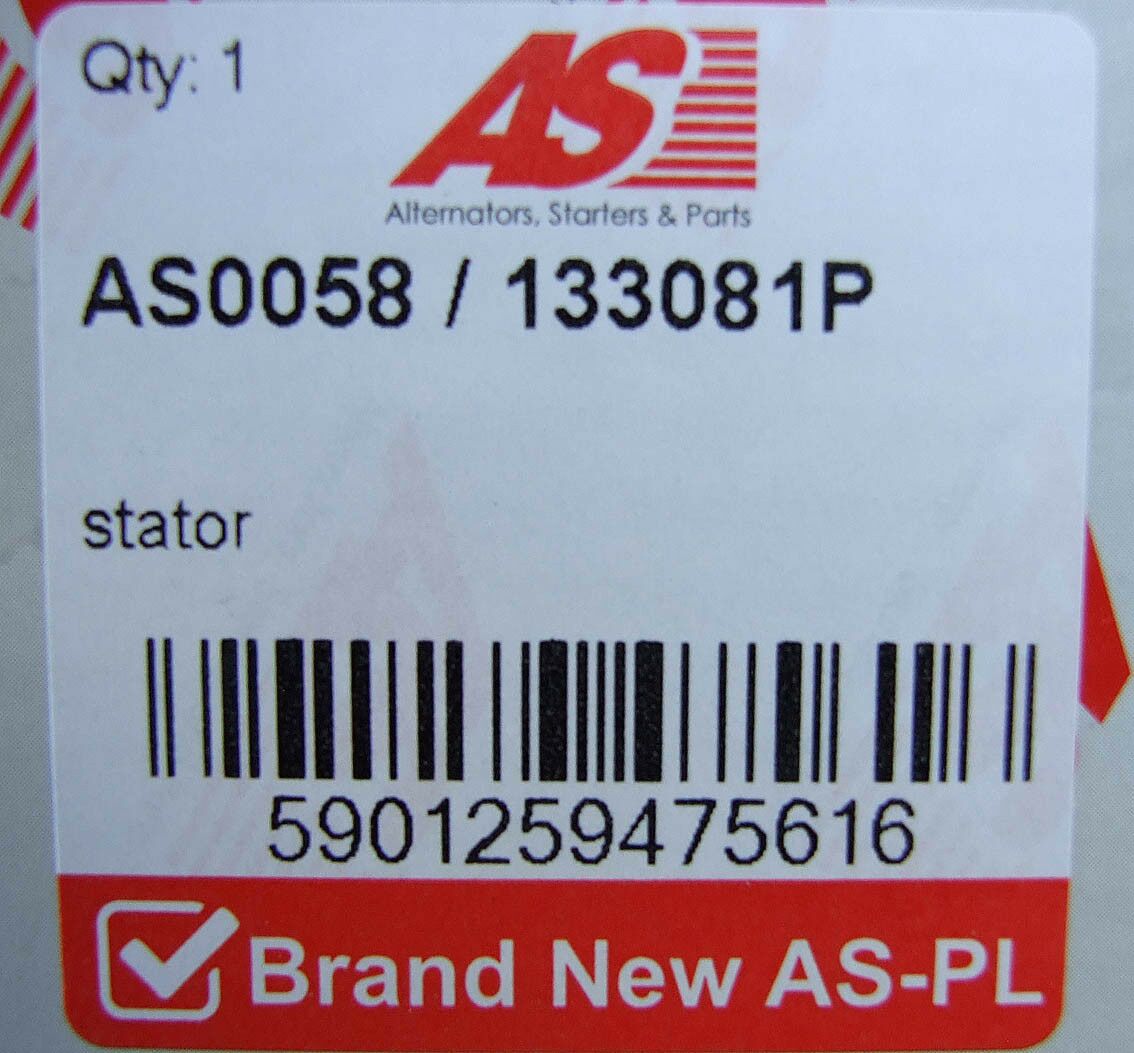 Qty: 1
AS
Alternators, Starters & Parts
AS0058 / 133081P
stator
5901259475616
Brand New AS-PL